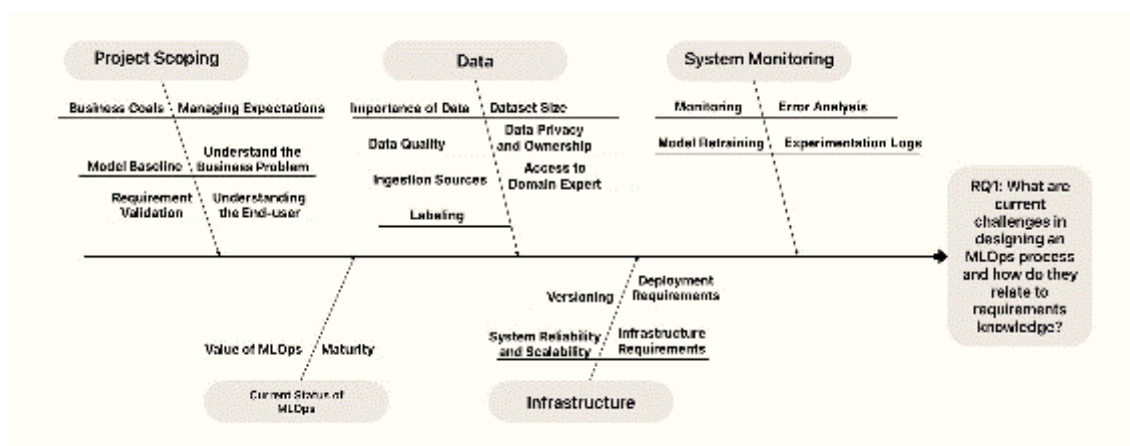 Project Scoping
Data
System Monitoring
Business Goals
Managing Expectations
Importance of Data
Dataset Size
Monitoring
Error Analysis
Data Quality
Data Privacy
and Ownership
Model Retraining
Experimentation Logs
Model Baseline
Understand the
Business Problem
Ingestion Sources
Access to
Domain Expert
Requirement
Validation
Understanding
the End-user
Labeling
RQ1: What are
current
challenges in
designing an
MLOps process
and how do they
relate to
requirements
knowledge?
Versioning
Deployment
Requirements
Value of MLOps
Maturity
System Reliability
and Scalability
Infrastructure
Requirements
Current Status of
MLOps
Infrastructure